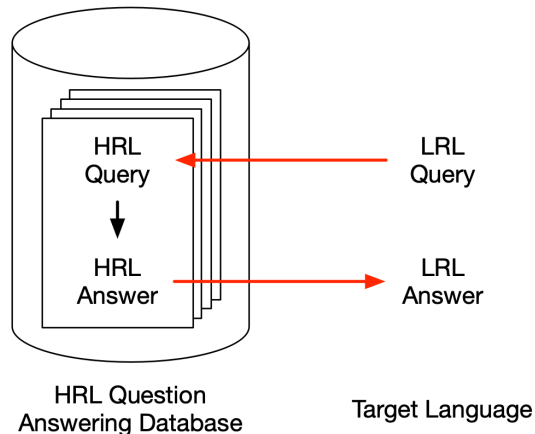 HRL
Query
LRL
Query
HRL
Answer
LRL
Answer
HRL Question
Answering Database
Target Language